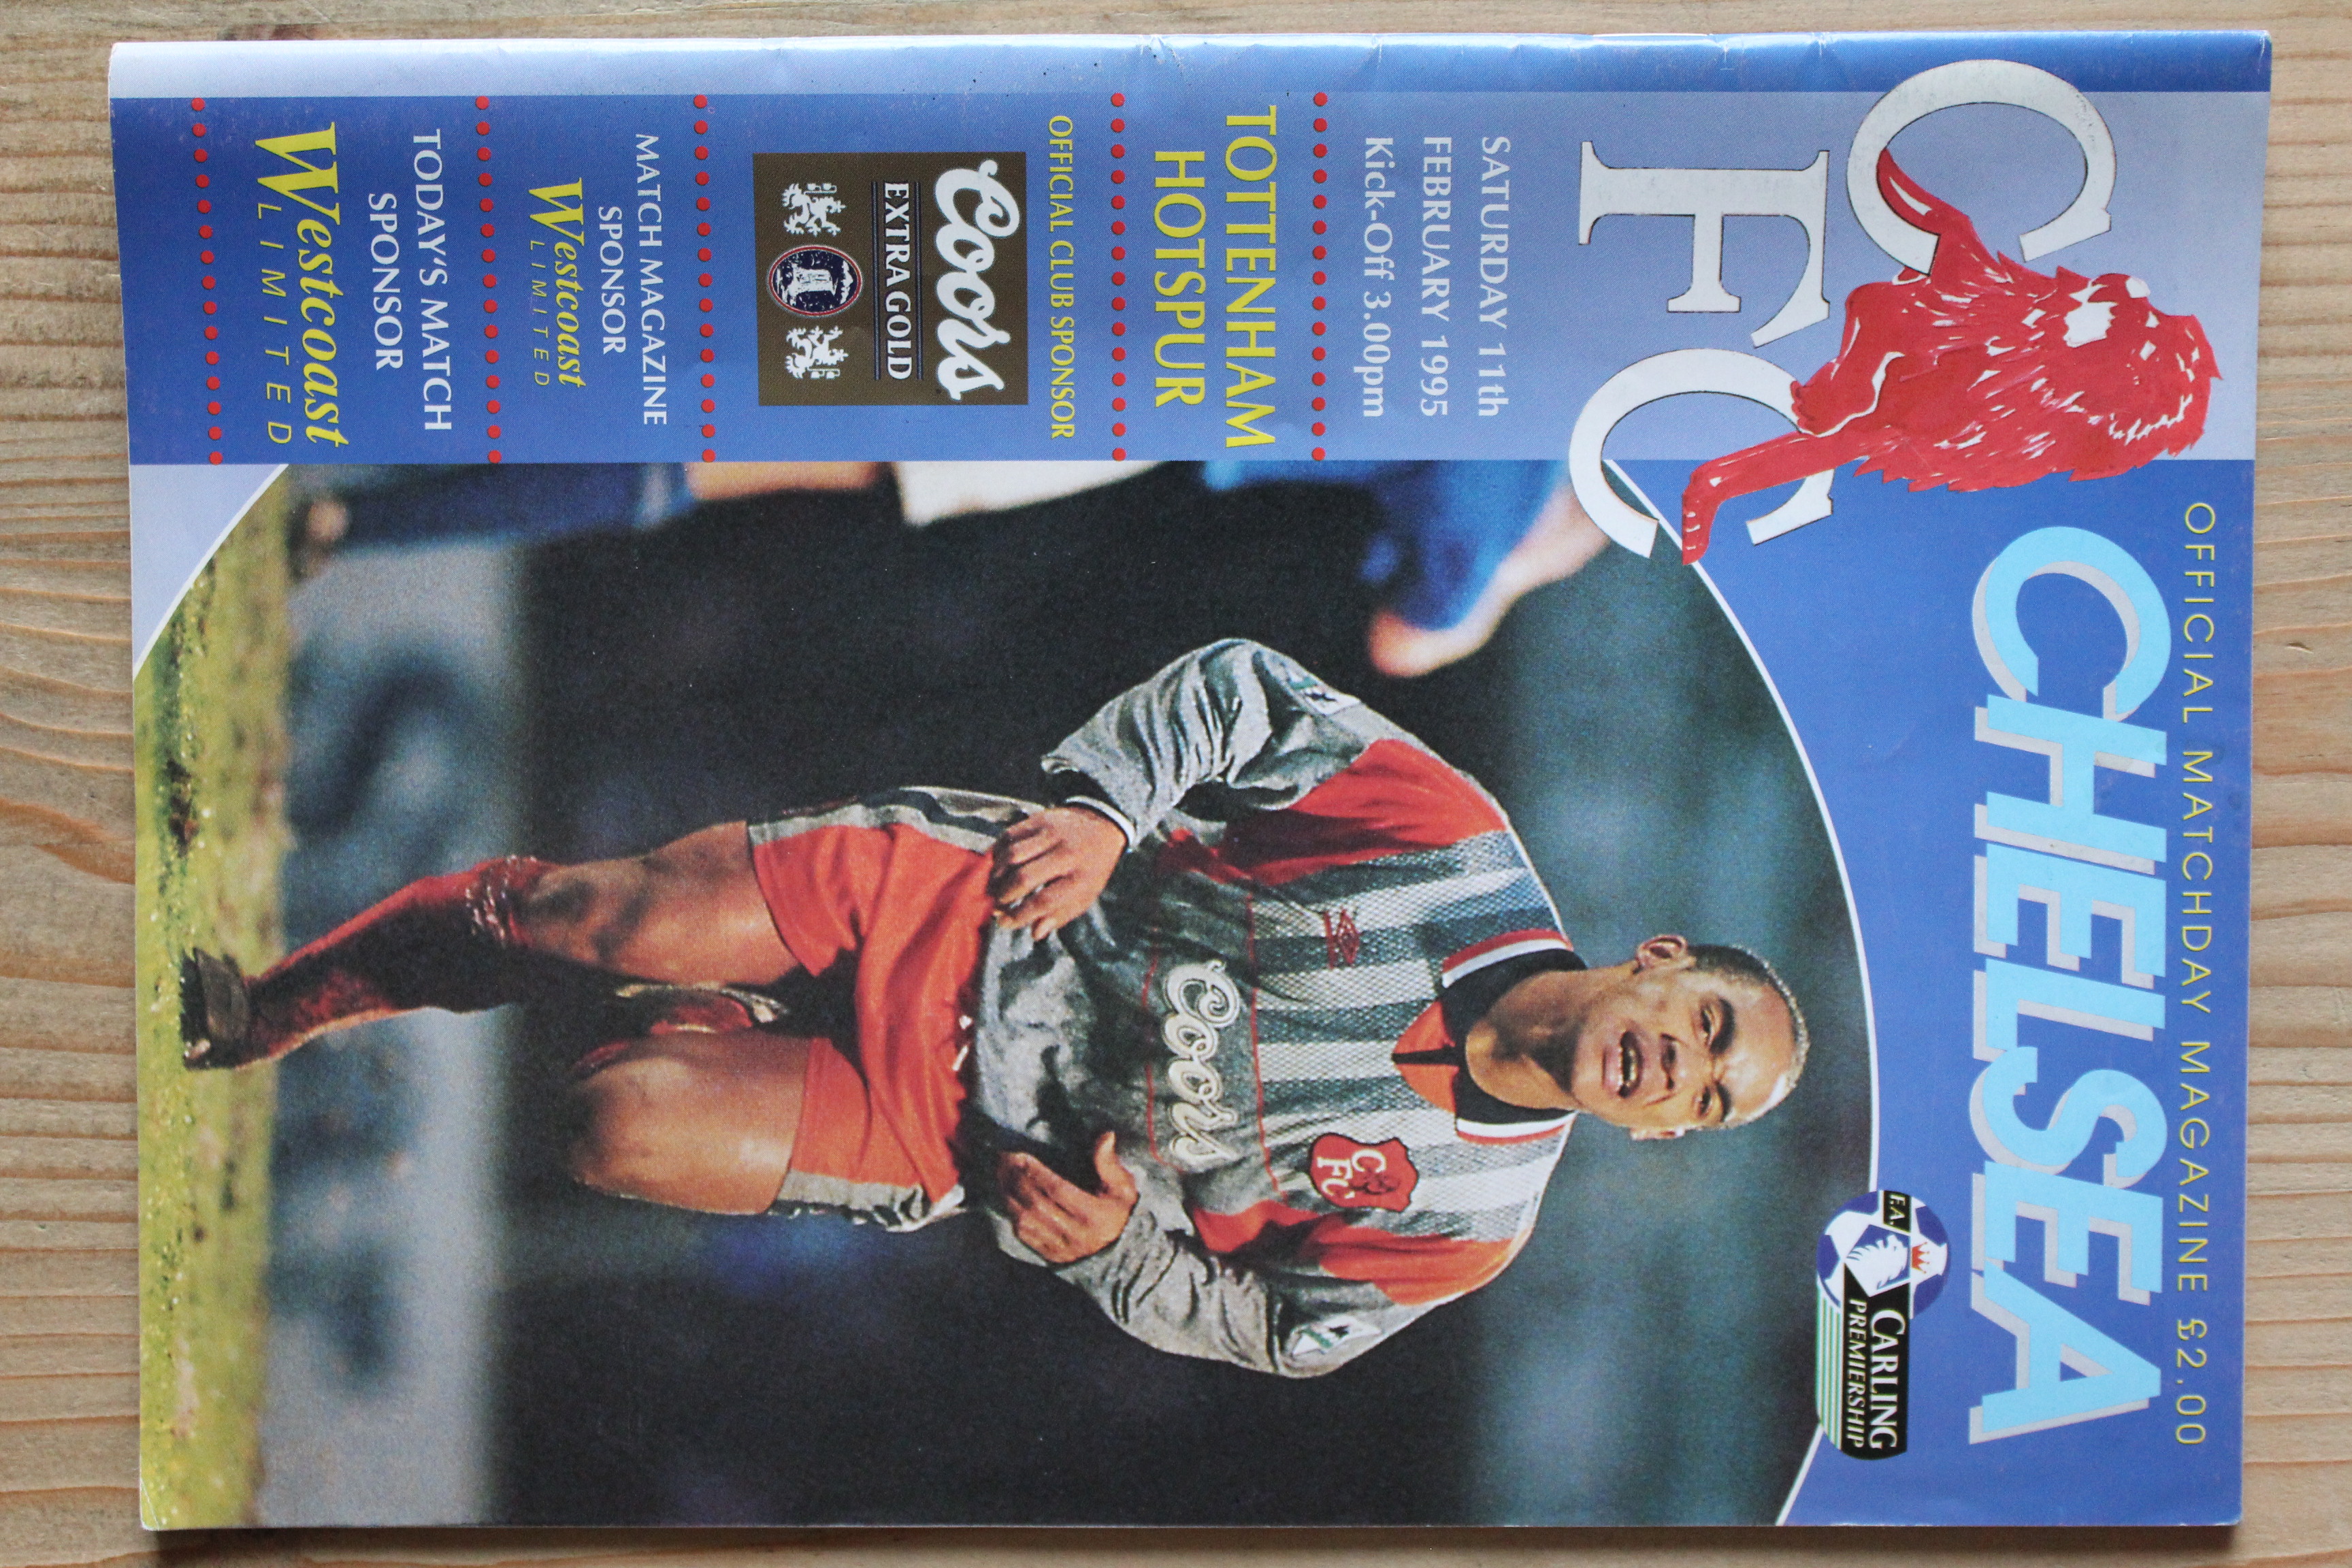 OFFICIAL MATCHDAY MAGAZINE £2.00
CHELSEA
CFC
F.A.
CARLING
PREMIERSHIP
SATURDAY 11th
FEBRUARY 1995
Kick-Off 3.00pm
TOTTENHAM
HOTSPUR
OFFICIAL CLUB SPONSOR
Coors
EXTRA GOLD
MATCH MAGAZINE
SPONSOR
Westcoast
LIMITED
TODAY'S MATCH
SPONSOR
Westcoast
LIMITED
CFC
Coors